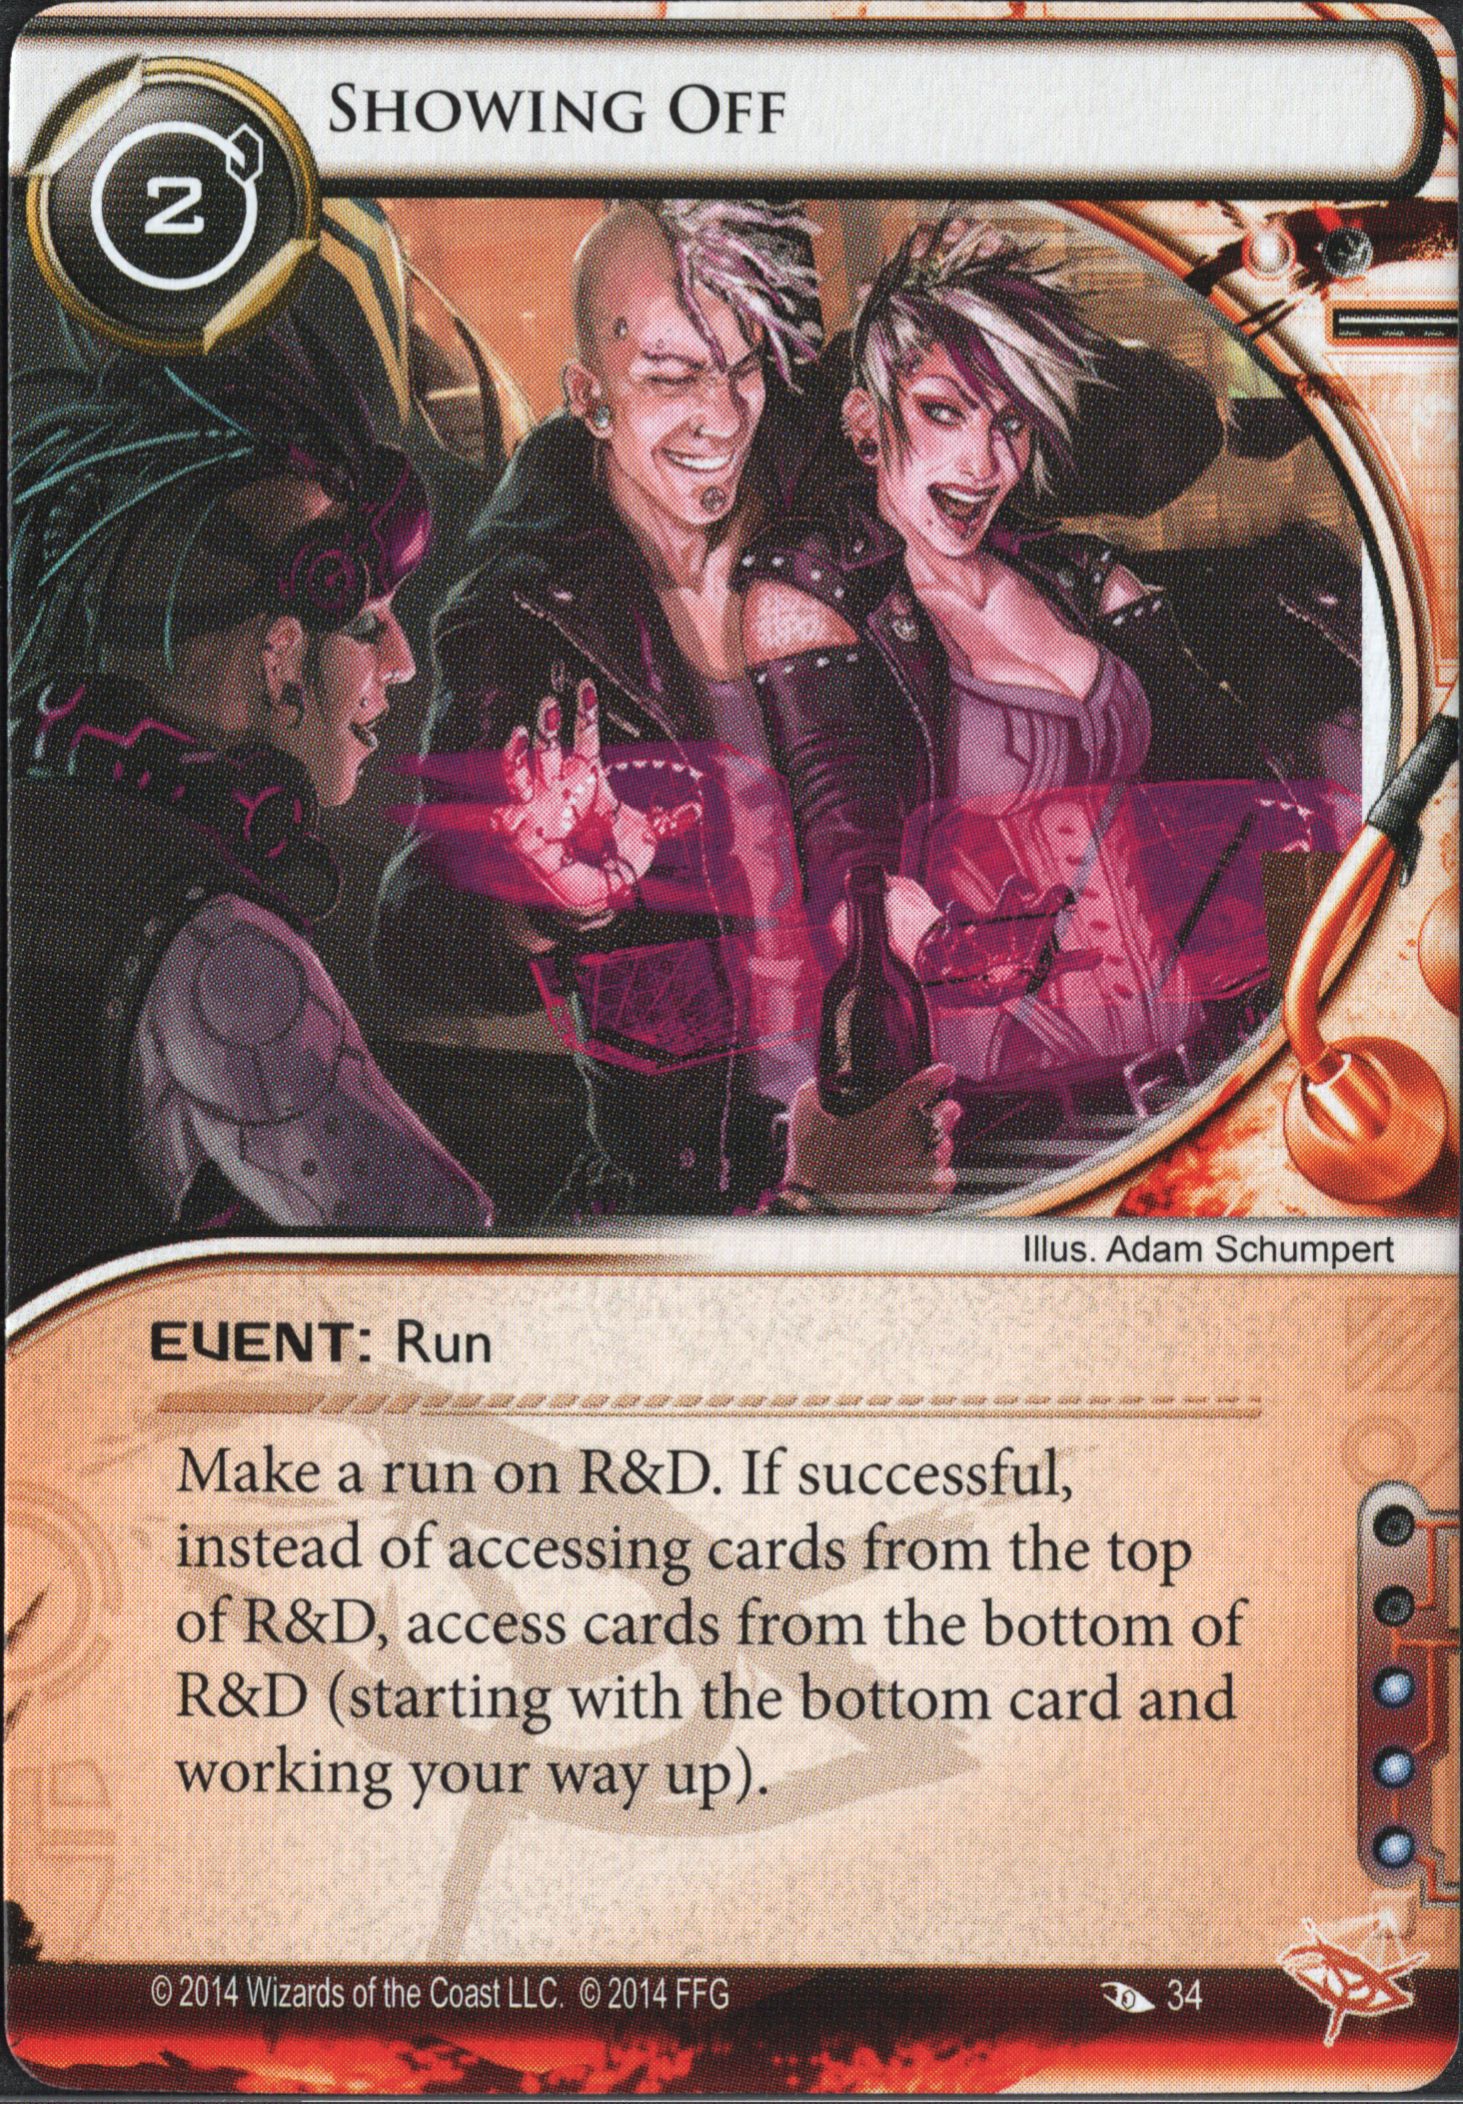 2
Showing Off
Illus. Adam Schumpert
EVENT: Run
Make a run on R&D. If successful,
instead of accessing cards from the top
of R&D, access cards from the bottom of
R&D (starting with the bottom card and
working your way up).
© 2014 Wizards of the Coast LLC. © 2014 FFG
34